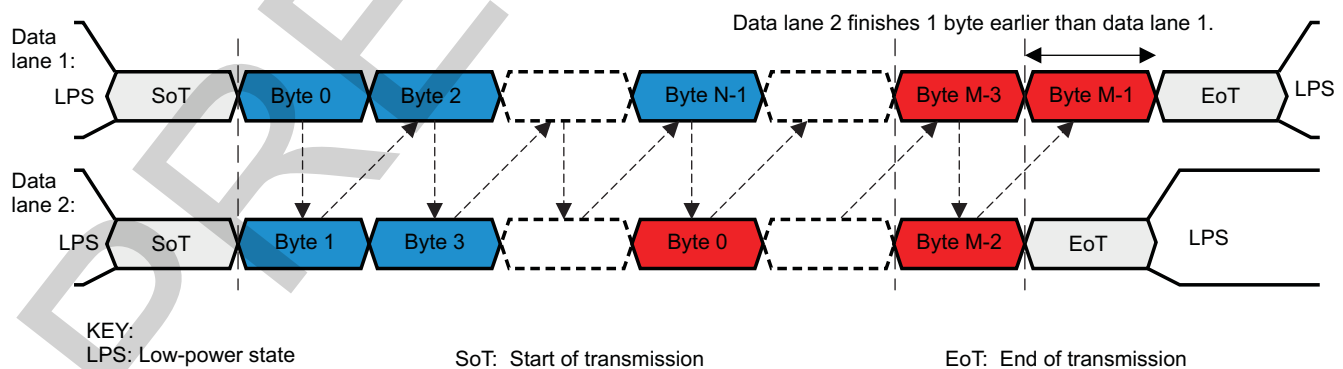 Data lane 2 finishes 1 byte earlier than data lane 1.
Data
lane 1:
LPS SoT Byte 0 Byte 2 Byte N-1 Byte M-3 Byte M-1 EoT LPS
Data
lane 2:
LPS SoT Byte 1 Byte 3 Byte 0 Byte M-2 EoT LPS
KEY:
LPS: Low-power state SoT: Start of transmission EoT: End of transmission
PRE